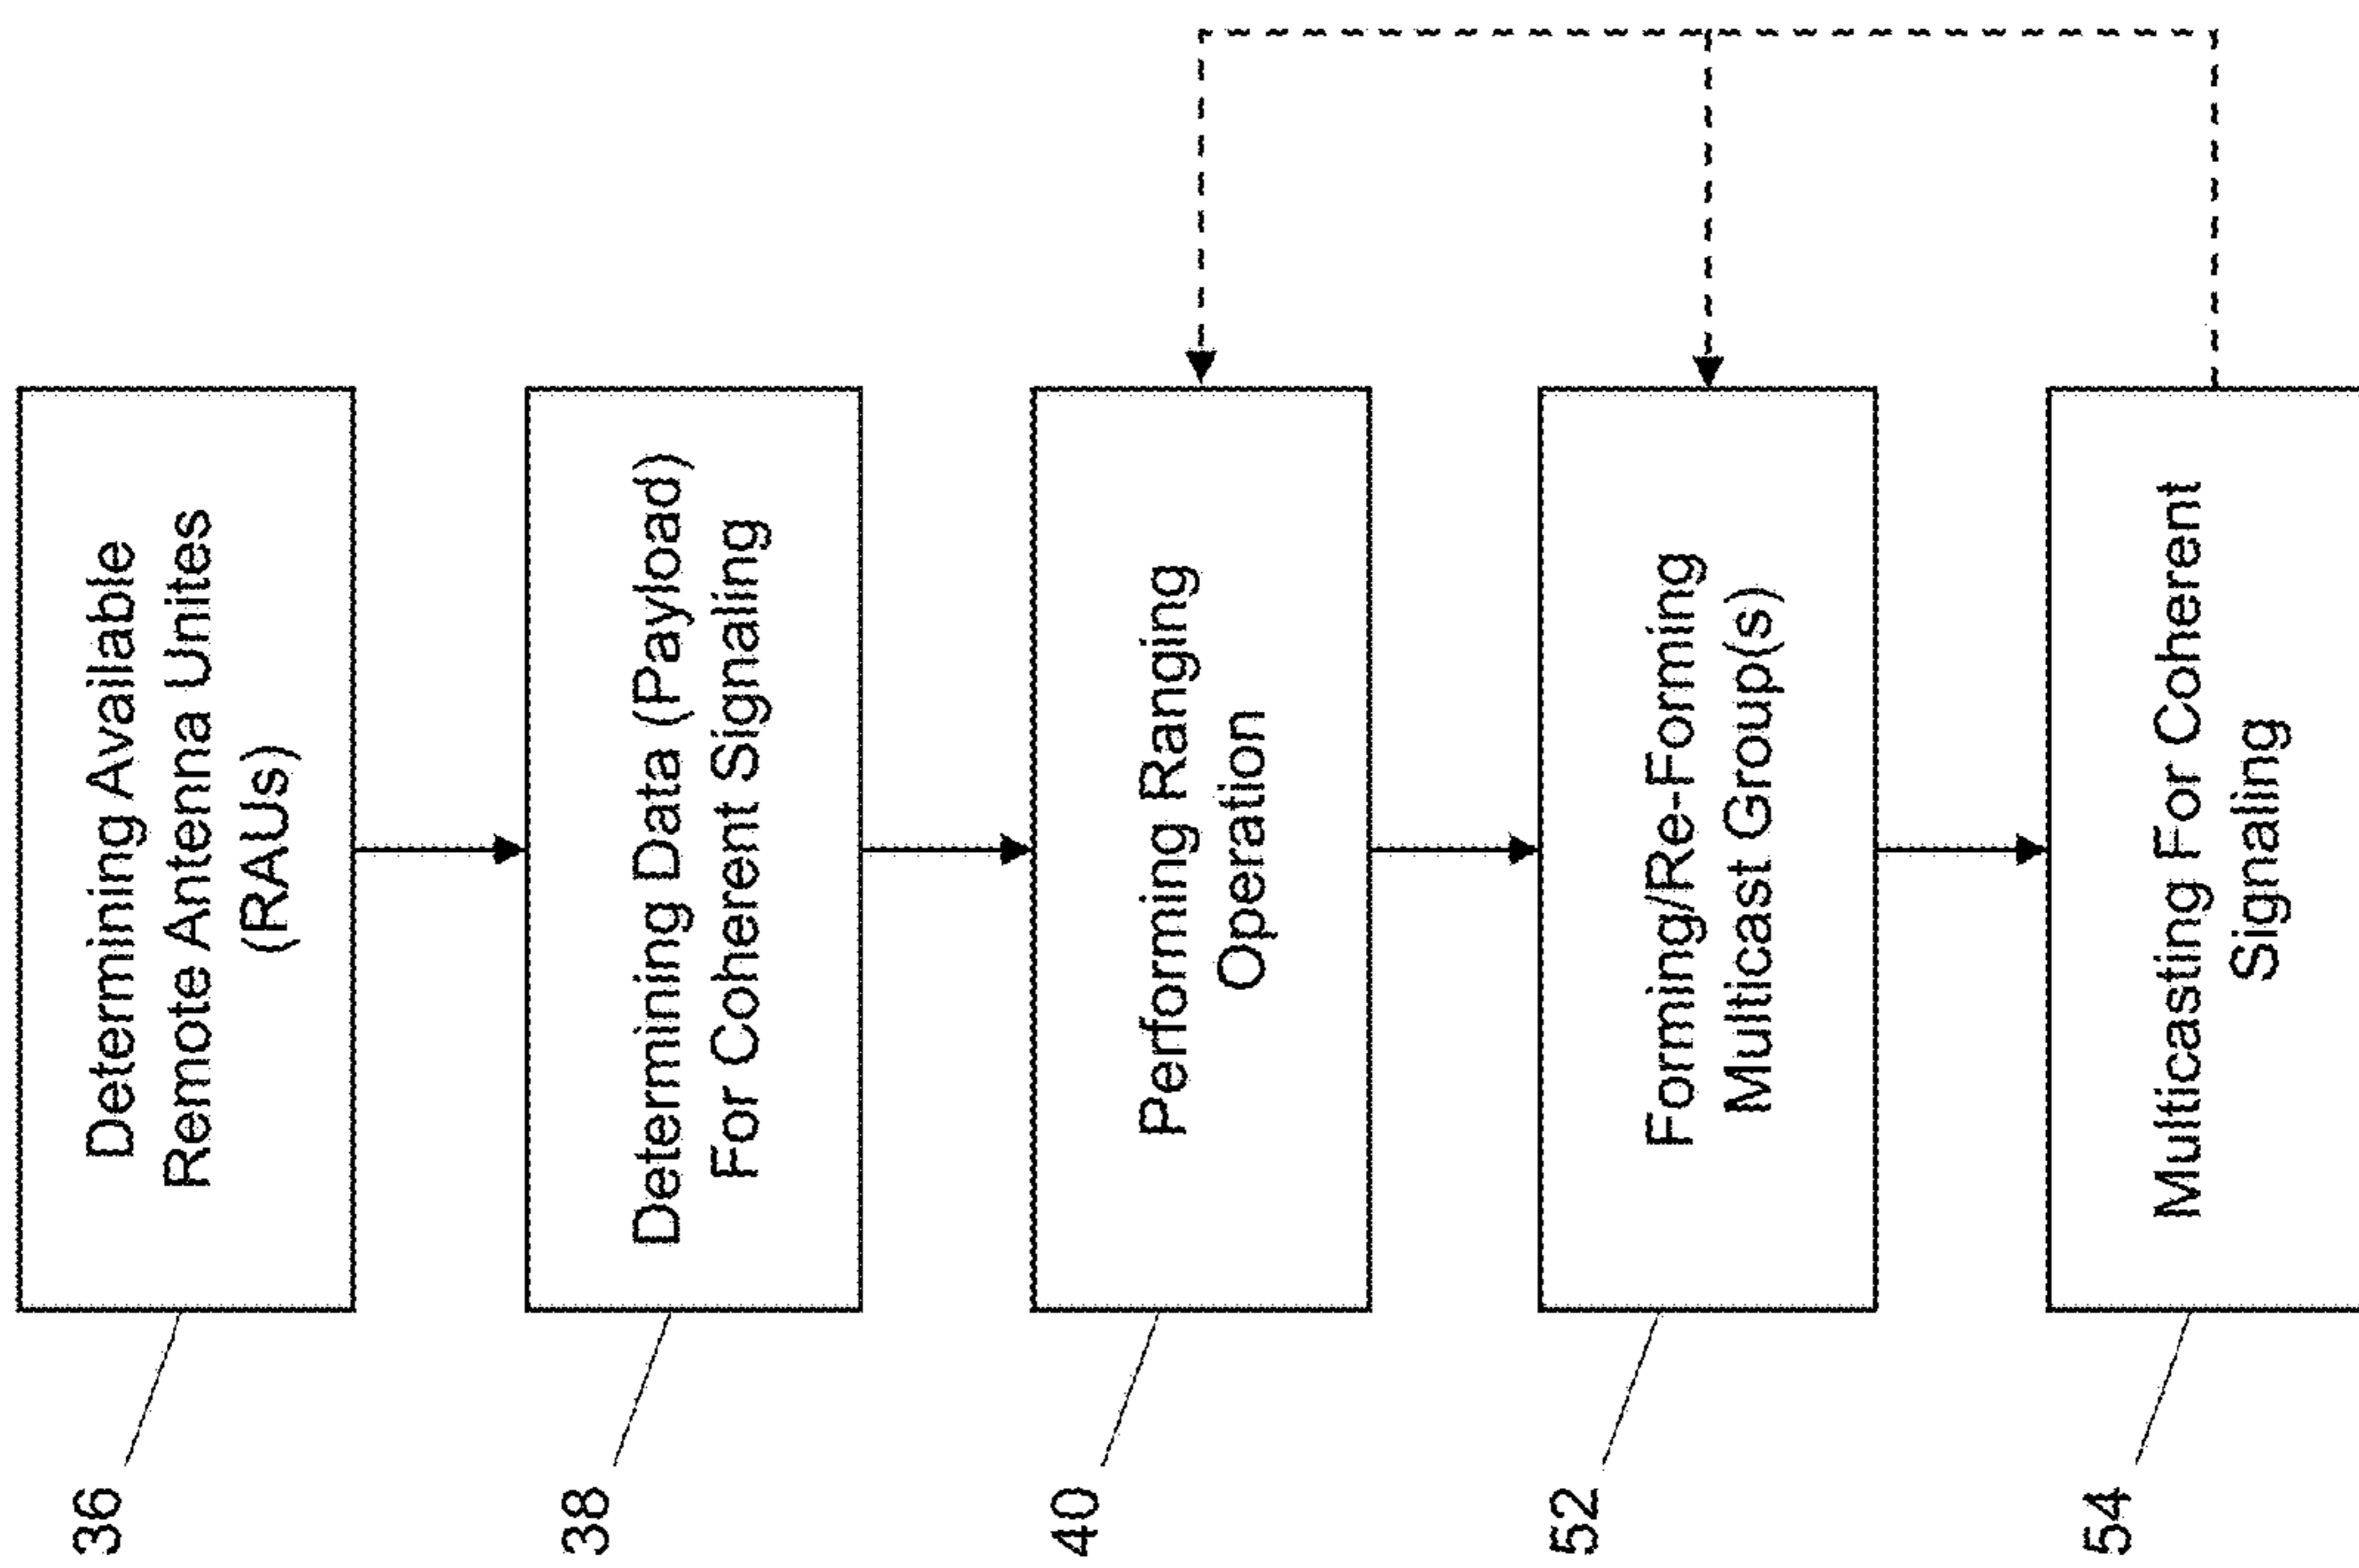 36
Determining Available
Remote Antenna Unites
(RAUs)
38
Determining Data (Payload)
For Coherent Signaling
40
Performing Ranging
Operation
52
Forming/Re-Forming
Multicast Group(s)
54
Multicasting For Coherent
Signaling